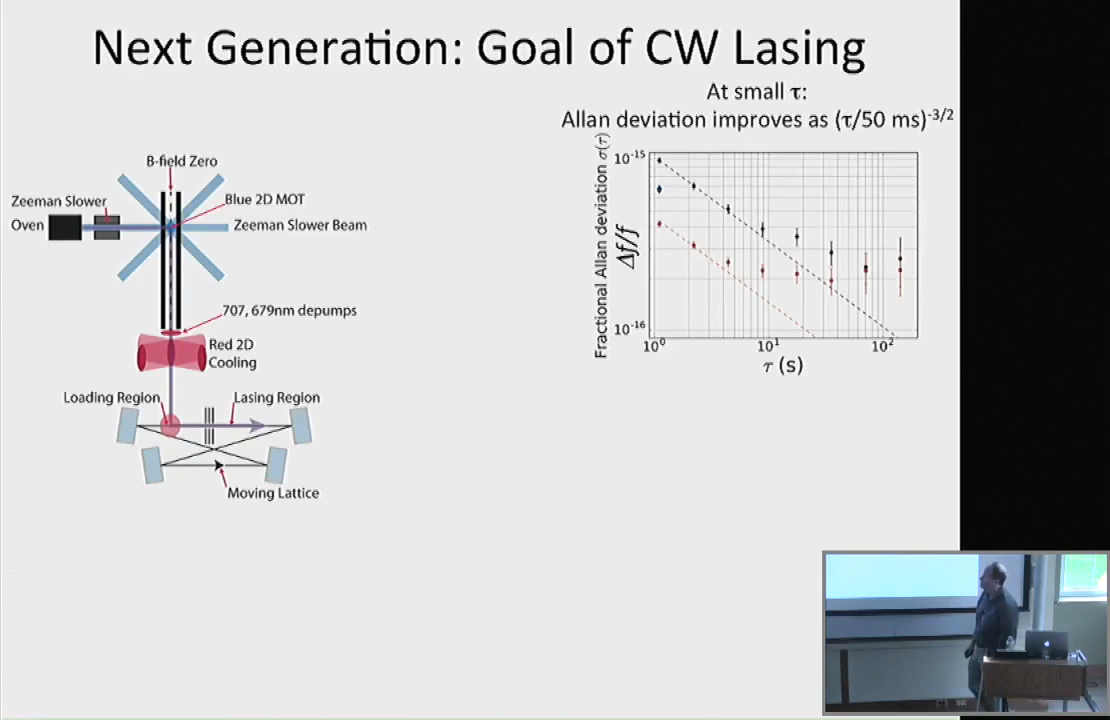 Next Generation: Goal of CW Lasing
At small τ:
Allan deviation improves as (τ/50 ms)-3/2
B-field Zero
Zeeman Slower
Blue 2D MOT
Oven
Zeeman Slower Beam
707, 679nm depumps
Red 2D
Cooling
Loading Region
Lasing Region
Moving Lattice
Fractional Allan deviation σ(τ)
Δf/f
10-15
10-16
100
101
102
τ (s)